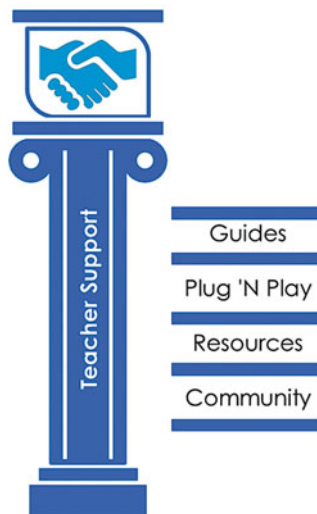 Teacher Support
Guides
Plug 'N Play
Resources
Community